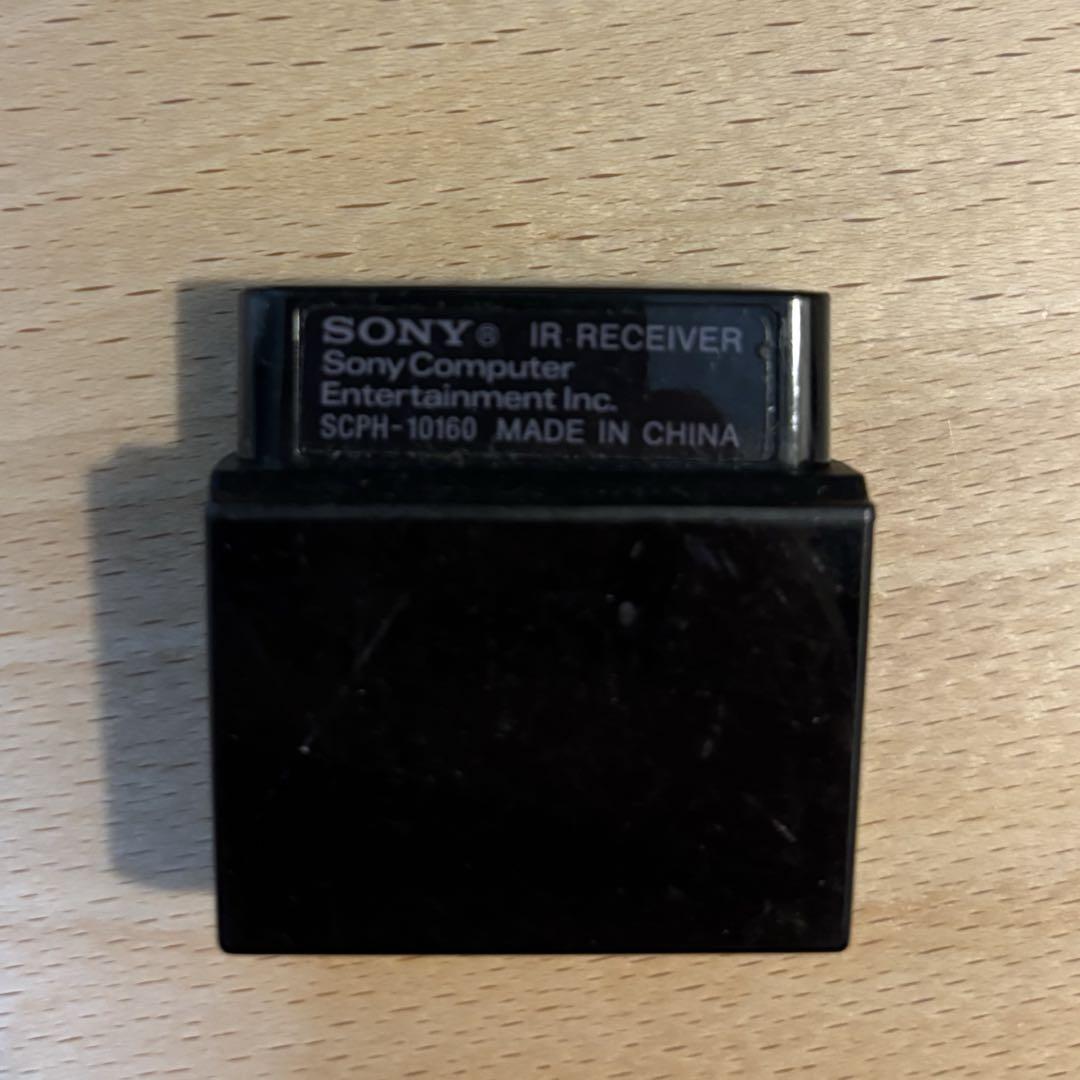 SONY® IR RECEIVER
Sony Computer
Entertainment Inc.
SCPH-10160 MADE IN CHINA